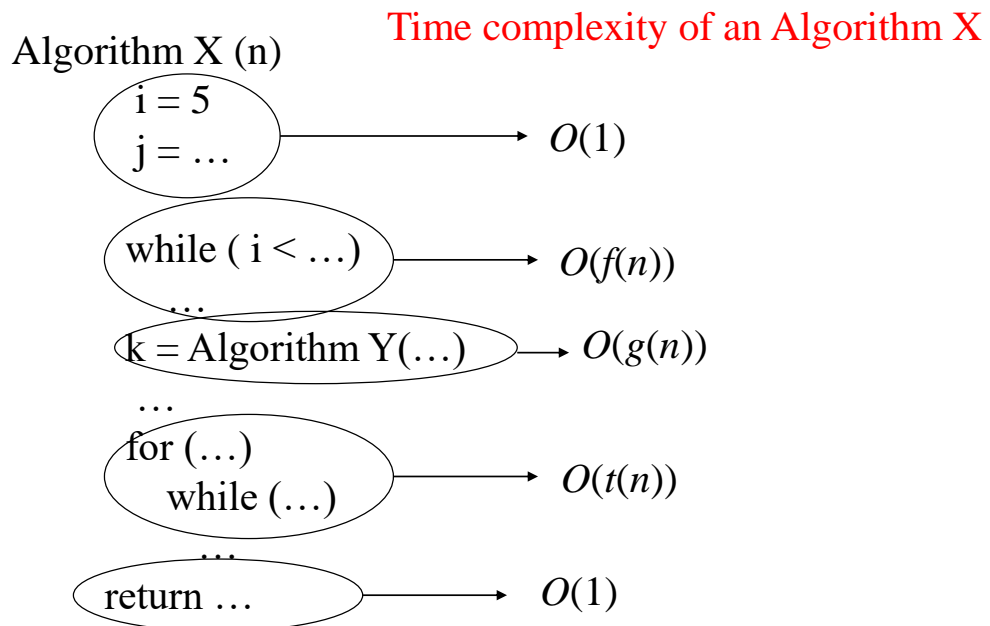 Time complexity of an Algorithm X
Algorithm X (n)
i = 5
j = …
O(1)
while ( i < …)
O(f(n))
…
k = Algorithm Y(…)
O(g(n))
…
for (…)
while (…)
O(t(n))
…
return …
O(1)